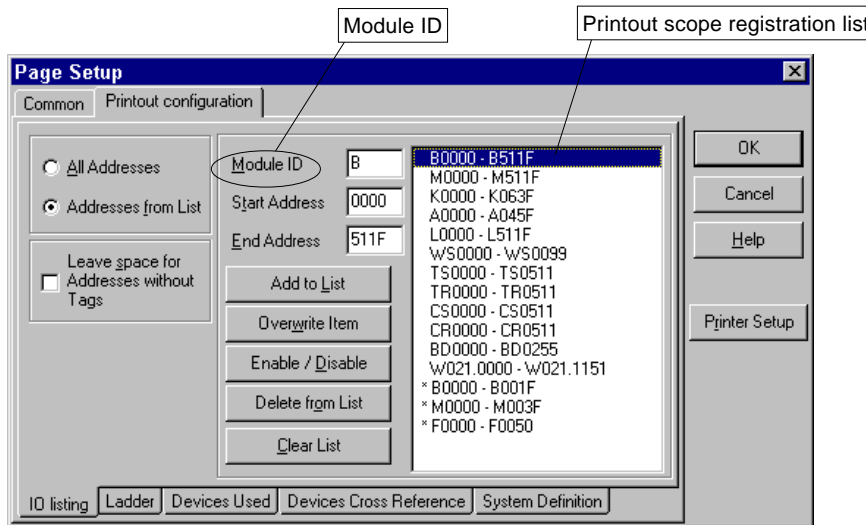 Module ID
Printout scope registration list
Page Setup
Common
Printout configuration
All Addresses
Addresses from List
Leave space for
Addresses without
Tags
Module ID
B
Start Address
0000
End Address
511F
Add to List
Overwrite Item
Enable / Disable
Delete from List
Clear List
B0000 - B511F
M0000 - M511F
K0000 - K063F
A0000 - A045F
L0000 - L511F
WS0000 - WS0099
TS0000 - TS0511
TR0000 - TR0511
CS0000 - CS0511
CR0000 - CR0511
BD0000 - BD0255
W021.0000 - W021.1151
* B0000 - B001F
* M0000 - M003F
* F0000 - F0050
OK
Cancel
Help
Printer Setup
IO listing
Ladder
Devices Used
Devices Cross Reference
System Definition